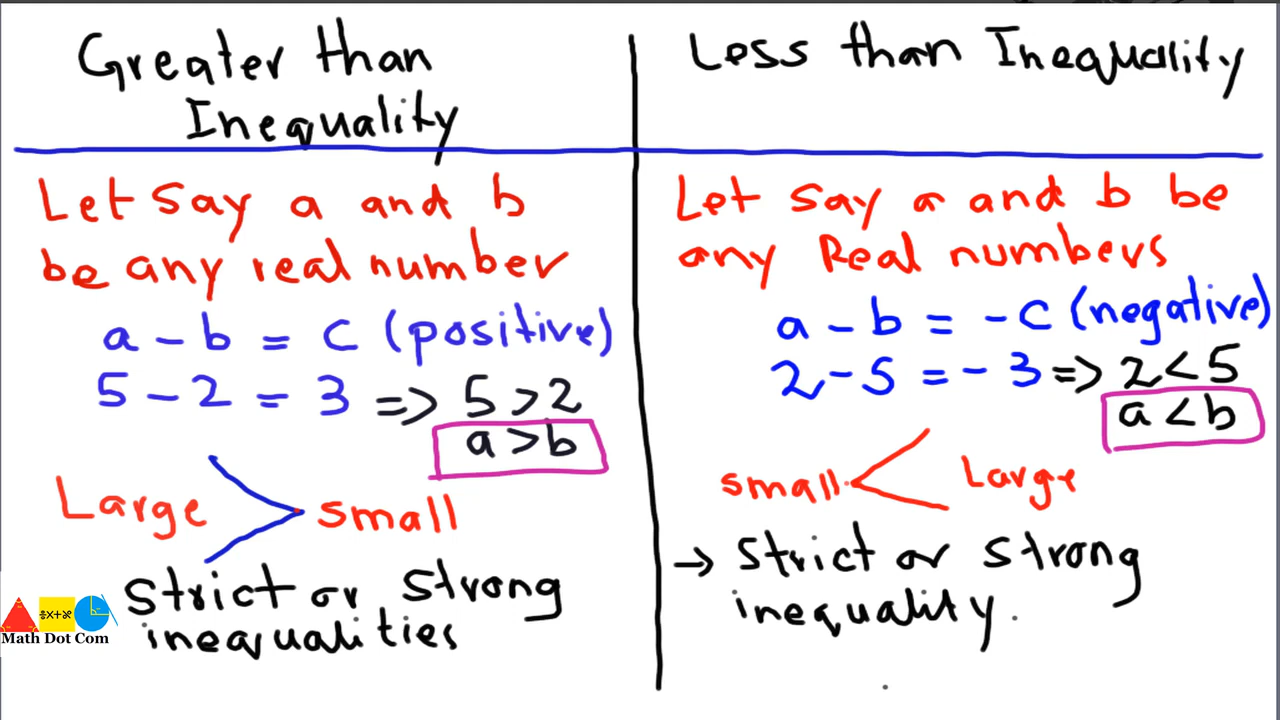 Greater than
Inequality
Let say a and b
be any real number
a - b = c (positive)
5 - 2 = 3 => 5 > 2
a > b
Large > small
strict or strong
inequalities
Less than Inequality
Let say a and b be
any Real numbers
a - b = - c (negative)
2 - 5 = - 3 => 2 < 5
a < b
small < Large
→ strict or strong
inequality.
÷×+×
Math Dot Com